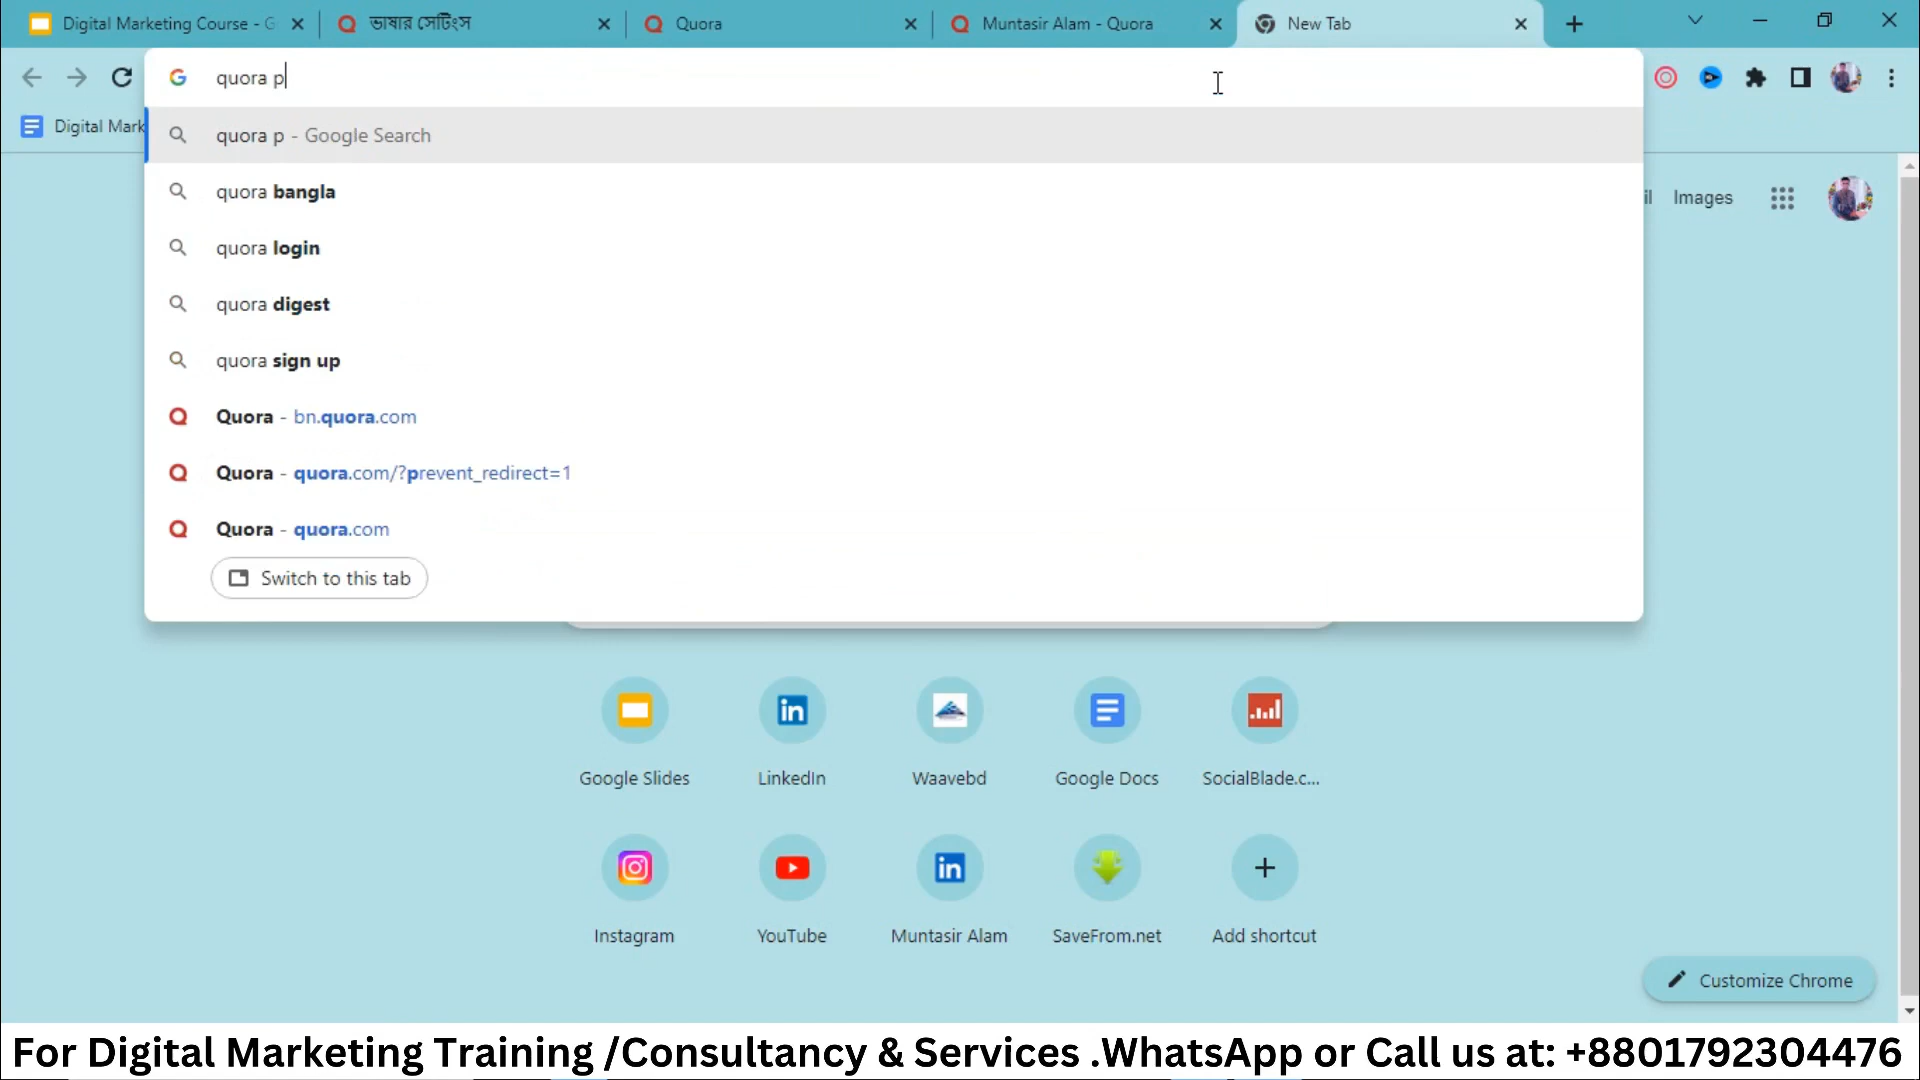 Digital Marketing Course - G
ভাষার সেটিংস
Quora
Muntasir Alam - Quora
New Tab
quora p
Digital Mark
quora p - Google Search
quora bangla
quora login
quora digest
quora sign up
Quora - bn.quora.com
Quora - quora.com/?prevent_redirect=1
Quora - quora.com
Switch to this tab
il
Images
Google Slides
LinkedIn
Waavebd
Google Docs
SocialBlade.c...
Instagram
YouTube
Muntasir Alam
SaveFrom.net
Add shortcut
Customize Chrome
For Digital Marketing Training /Consultancy & Services .WhatsApp or Call us at: +8801792304476